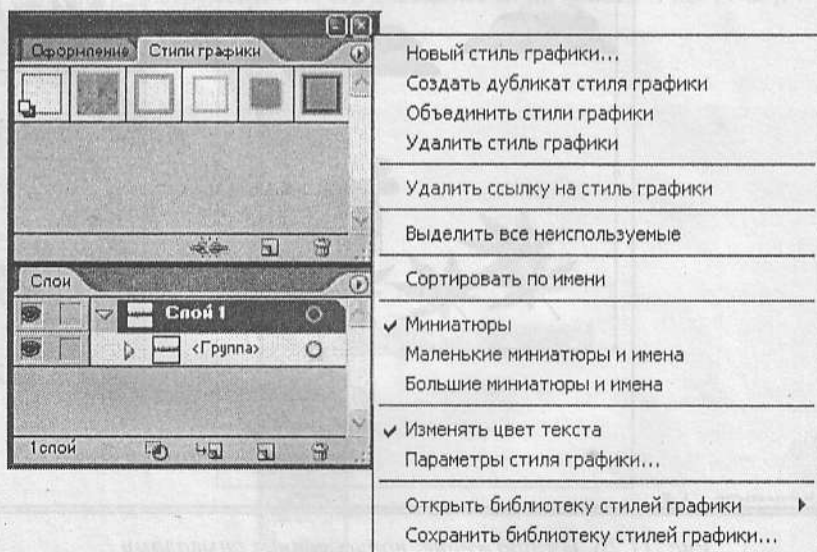 Оформление Стили графики
Слои
Слой 1
<Группа>
1 слой
Новый стиль графики...
Создать дубликат стиля графики
Объединить стили графики
Удалить стиль графики
Удалить ссылку на стиль графики
Выделить все неиспользуемые
Сортировать по имени
Миниатюры
Маленькие миниатюры и имена
Большие миниатюры и имена
Изменять цвет текста
Параметры стиля графики...
Открыть библиотеку стилей графики
Сохранить библиотеку стилей графики...